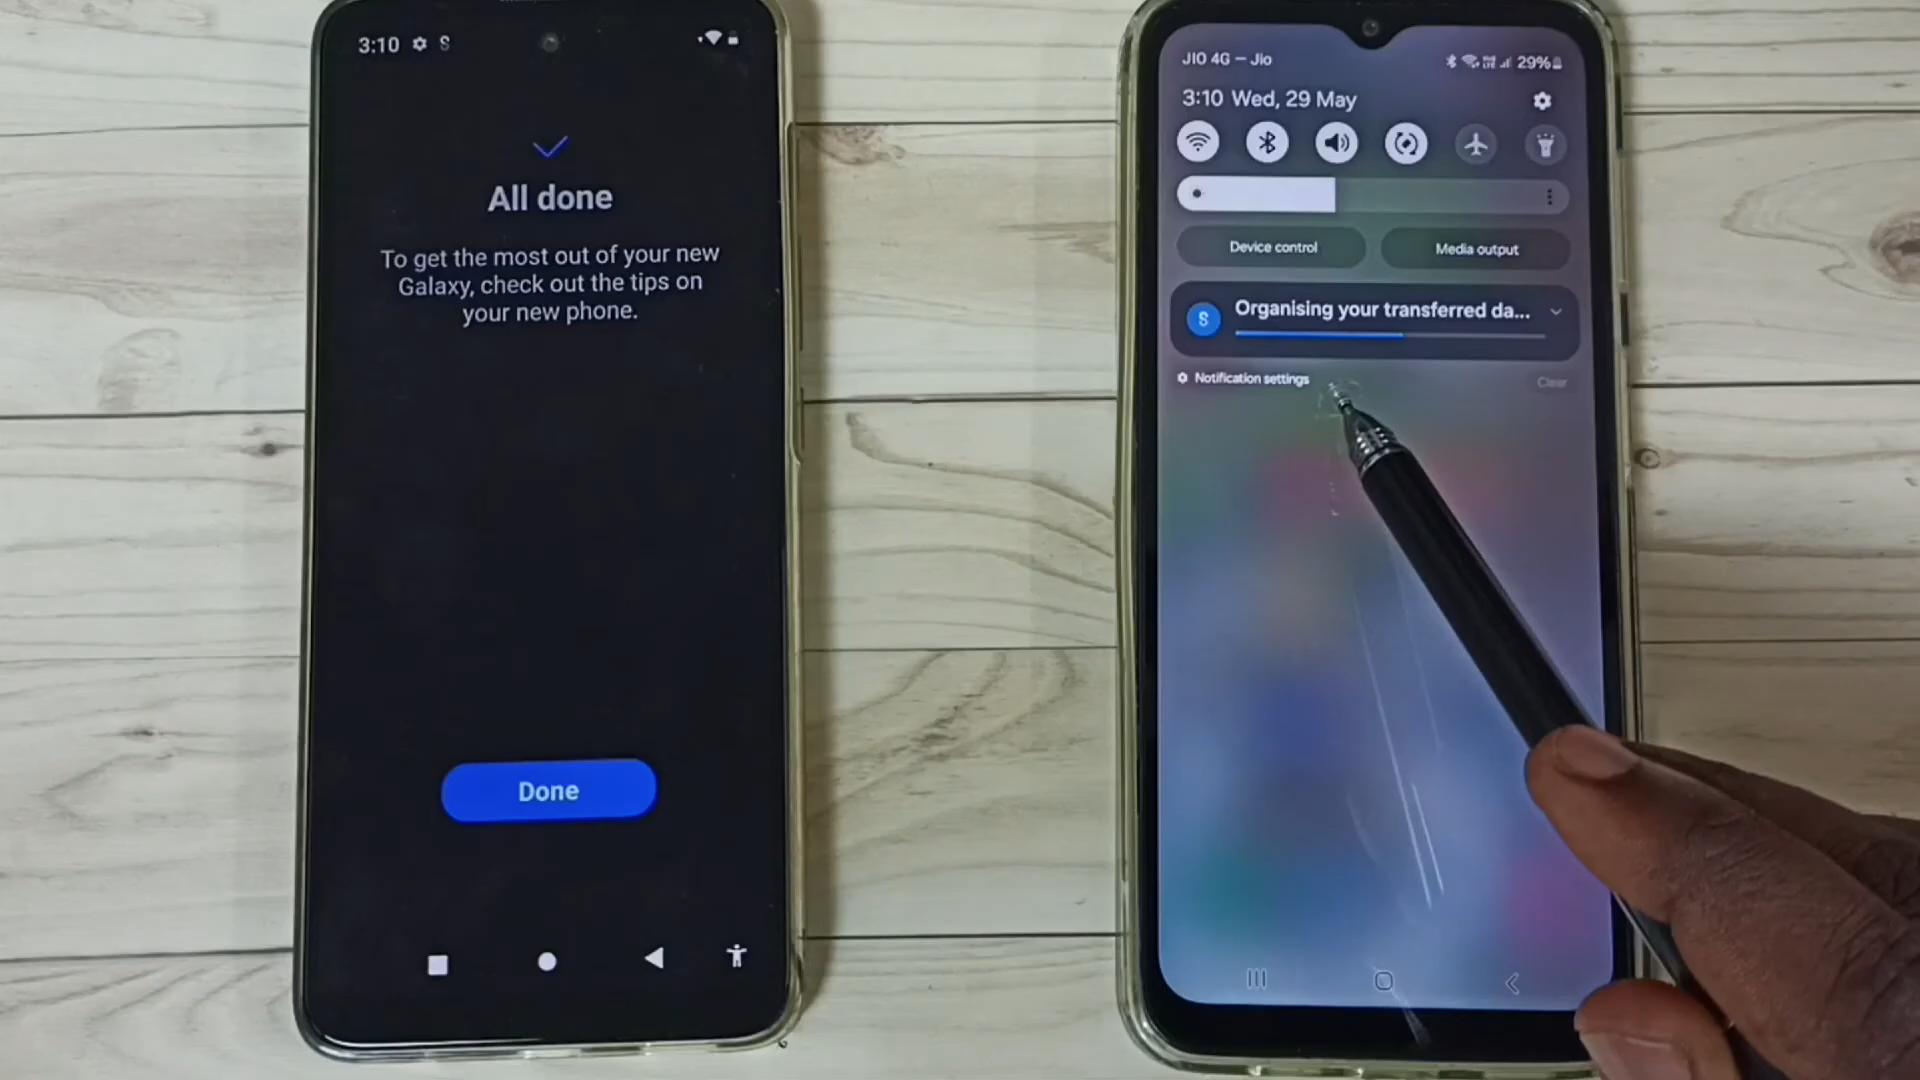 3:10
All done
To get the most out of your new
Galaxy, check out the tips on
your new phone.
Done
JIO 4G – Jio
29%
3:10 Wed, 29 May
Device control
Media output
S
Organising your transferred da...
Notification settings
Clear